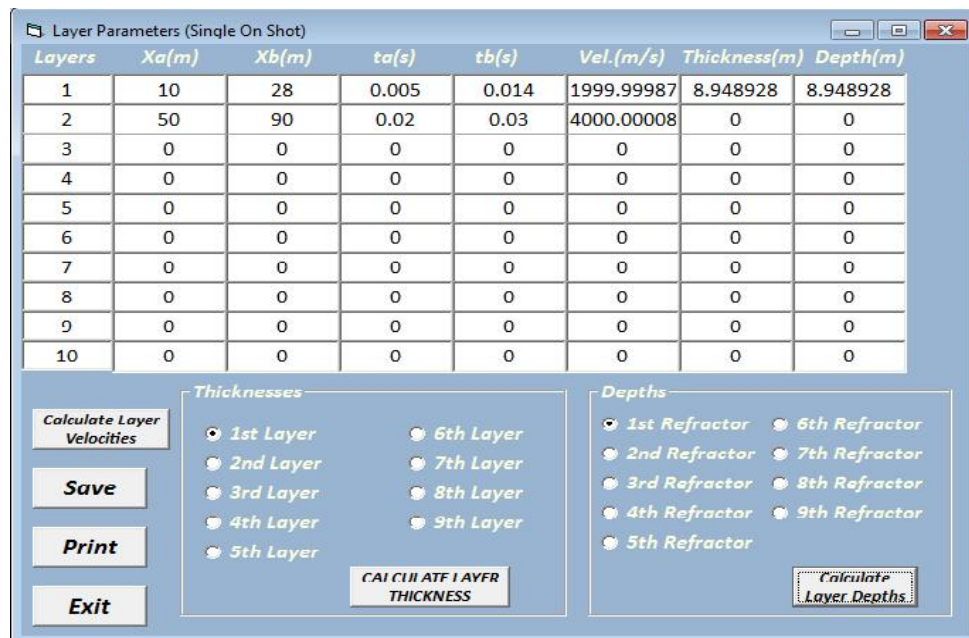 Layer Parameters (Single On Shot)
Layers Xa(m) Xb(m) ta(s) tb(s) Vel.(m/s) Thickness(m) Depth(m)
1 10 28 0.005 0.014 1999.99987 8.948928 8.948928
2 50 90 0.02 0.03 4000.00008 0 0
3 0 0 0 0 0 0 0
4 0 0 0 0 0 0 0
5 0 0 0 0 0 0 0
6 0 0 0 0 0 0 0
7 0 0 0 0 0 0 0
8 0 0 0 0 0 0 0
9 0 0 0 0 0 0 0
10 0 0 0 0 0 0 0
Calculate Layer
Velocities
Save
Print
Exit
Thicknesses
1st Layer 6th Layer
2nd Layer 7th Layer
3rd Layer 8th Layer
4th Layer 9th Layer
5th Layer
CALCULATE LAYER
THICKNESS
Depths
1st Refractor 6th Refractor
2nd Refractor 7th Refractor
3rd Refractor 8th Refractor
4th Refractor 9th Refractor
5th Refractor
Calculate
Layer Depths